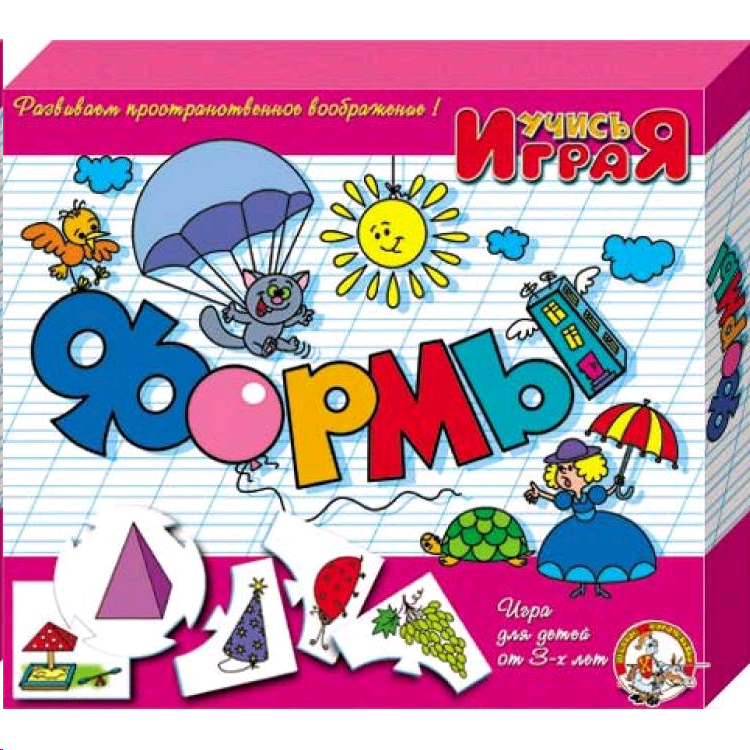 Развиваем пространственное воображение!
УЧИСЬ
ИГРАЯ
ФОРМЫ
ФОРМЫ
Игра
для детей
от 3-х лет